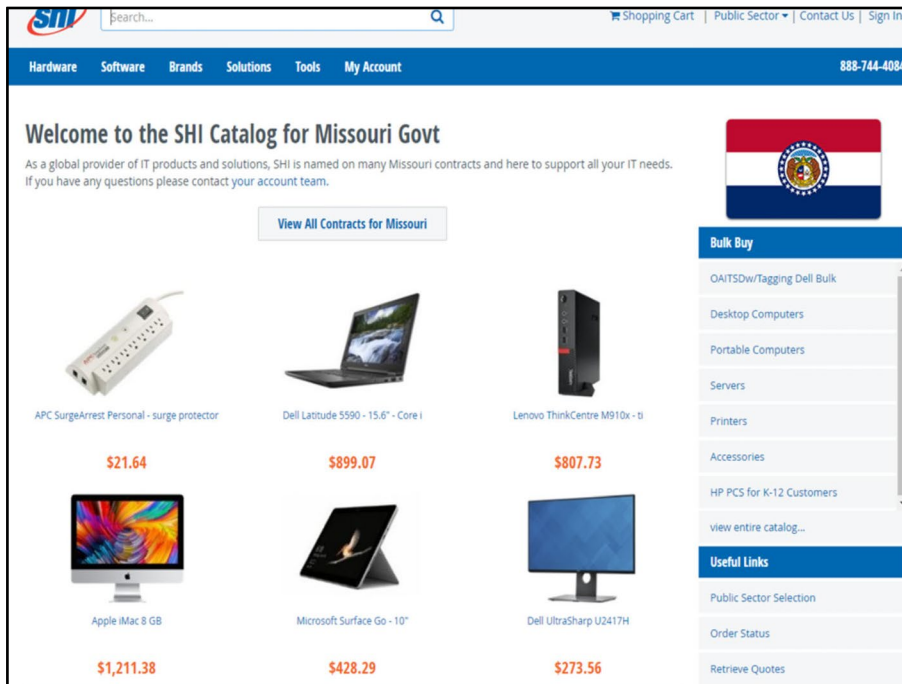 SHI
Search...
Shopping Cart | Public Sector | Contact Us | Sign In
Hardware Software Brands Solutions Tools My Account 888-744-4084
Welcome to the SHI Catalog for Missouri Govt
As a global provider of IT products and solutions, SHI is named on many Missouri contracts and here to support all your IT needs.
If you have any questions please contact your account team.
View All Contracts for Missouri
APC SurgeArrest Personal - surge protector
$21.64
Dell Latitude 5590 - 15.6" - Core i
$899.07
Lenovo ThinkCentre M910x - ti
$807.73
Apple iMac 8 GB
$1,211.38
Microsoft Surface Go - 10"
$428.29
Dell UltraSharp U2417H
$273.56
Bulk Buy
OAITSDw/Tagging Dell Bulk
Desktop Computers
Portable Computers
Servers
Printers
Accessories
HP PCS for K-12 Customers
view entire catalog...
Useful Links
Public Sector Selection
Order Status
Retrieve Quotes